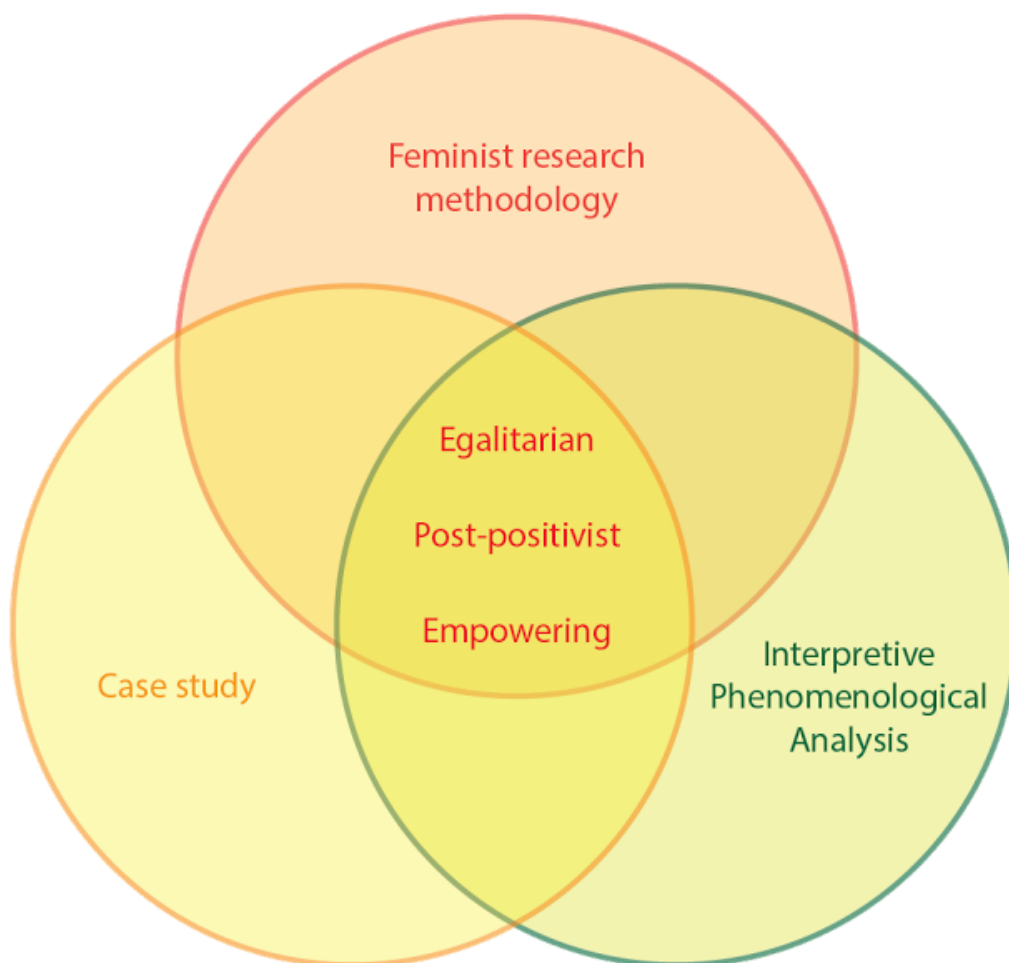 Feminist research
methodology
Egalitarian
Post-positivist
Empowering
Case study
Interpretive
Phenomenological
Analysis